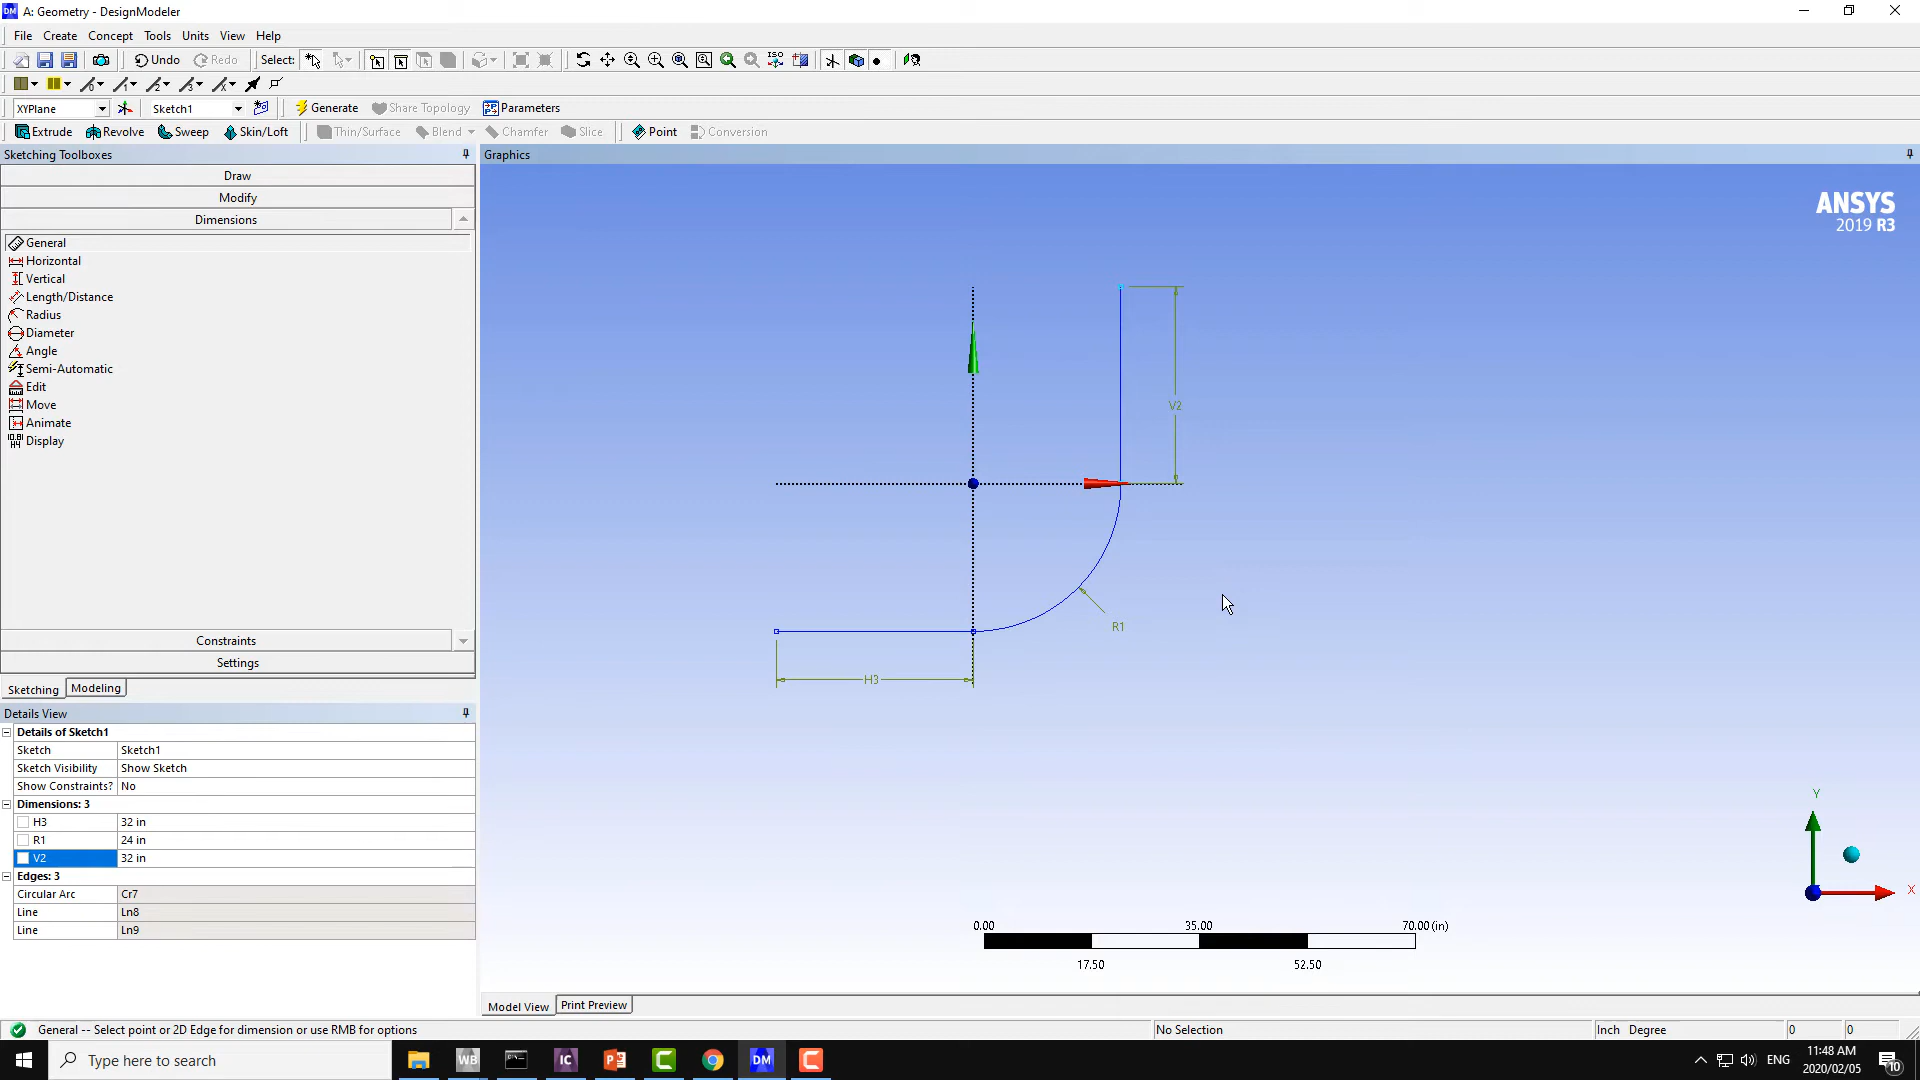 A: Geometry - DesignModeler
File Edit Concept Tools Units View Help
Undo Redo Select: ISO
XYPlane Sketch1 Generate Share Topology Parameters
Extrude Revolve Sweep Skin/Loft Thin/Surface Blend Chamfer Slice Point Conversion
Sketching Toolboxes
Draw
Modify
Dimensions
General
Horizontal
Vertical
Length/Distance
Radius
Diameter
Angle
Semi-Automatic
Edit
Move
Animate
Display
Constraints
Settings
Sketching Modeling
Details View
Details of Sketch1
Sketch Sketch1
Sketch Visibility Show Sketch
Show Constraints? No
Dimensions: 3
H3 32 in
R1 24 in
V2 32 in
Edges: 3
Circular Arc Cr7
Line Ln8
Line Ln9
Graphics
ANSYS
2019 R3
V2
R1
H3
Y
X
0.00 35.00 70.00 (in)
17.50 52.50
Model View Print Preview
General -- Select point or 2D Edge for dimension or use RMB for options No Selection Inch Degree 0 0
Type here to search WB IC DM ENG
11:48 AM
2020/02/05
10